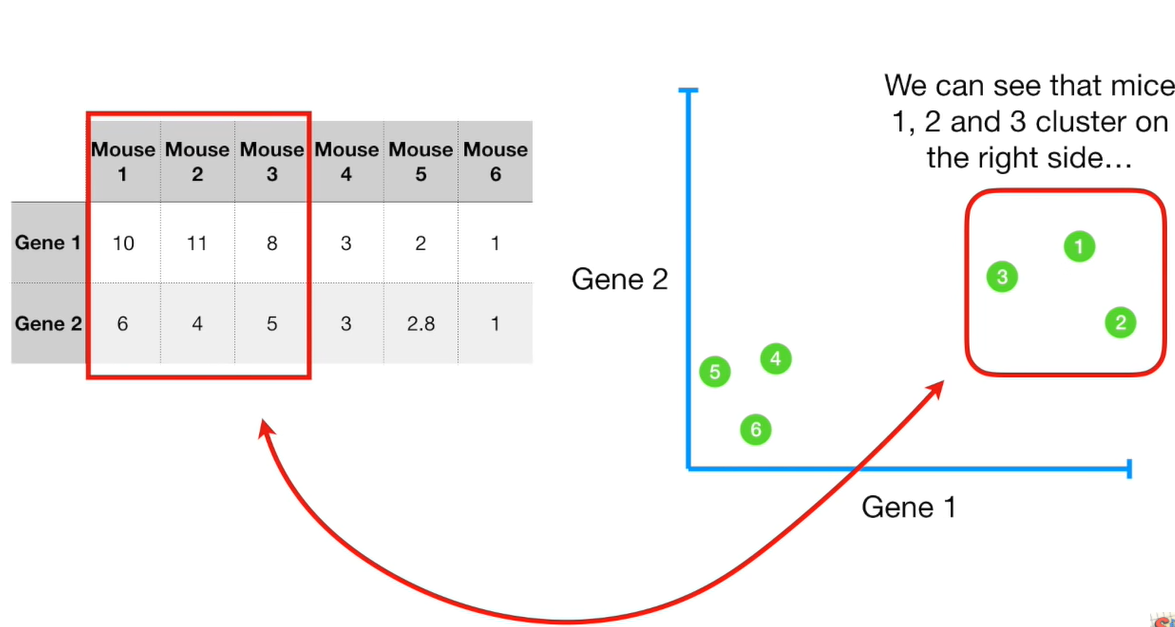 We can see that mice
1, 2 and 3 cluster on
the right side…
Mouse 1 Mouse 2 Mouse 3 Mouse 4 Mouse 5 Mouse 6
Gene 1 10 11 8 3 2 1
Gene 2 6 4 5 3 2.8 1
Gene 2
1
3
2
4
5
6
Gene 1